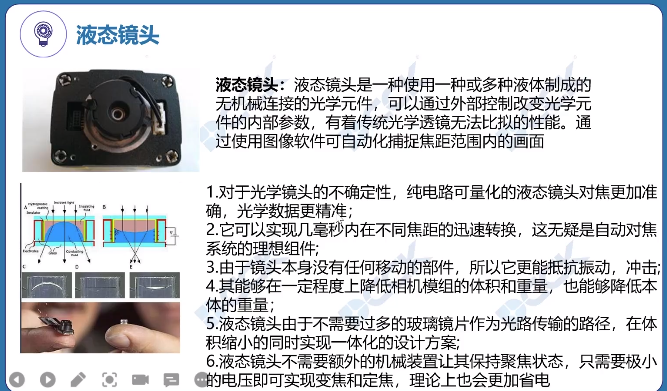 液态镜头
液态镜头：液态镜头是一种使用一种或多种液体制成的
无机械连接的光学元件，可以通过外部控制改变光学元
件的内部参数，有着传统光学透镜无法比拟的性能。通
过使用图像软件可自动化捕捉焦距范围内的画面
1.对于光学镜头的不确定性，纯电路可量化的液态镜头对焦更加准
确，光学数据更精准；
2.它可以实现几毫秒内在不同焦距的迅速转换，这无疑是自动对焦
系统的理想组件；
3.由于镜头本身没有任何移动的部件，所以它更能抵抗振动，冲击；
4.其能够在一定程度上降低相机模组的体积和重量，也能够降低本
体的重量；
5.液态镜头由于不需要过多的玻璃镜片作为光路传输的路径，在体
积缩小的同时实现一体化的设计方案；
6.液态镜头不需要额外的机械装置让其保持聚焦状态，只需要极小
的电压即可实现变焦和定焦，理论上也会更加省电
A
B
C
D
E